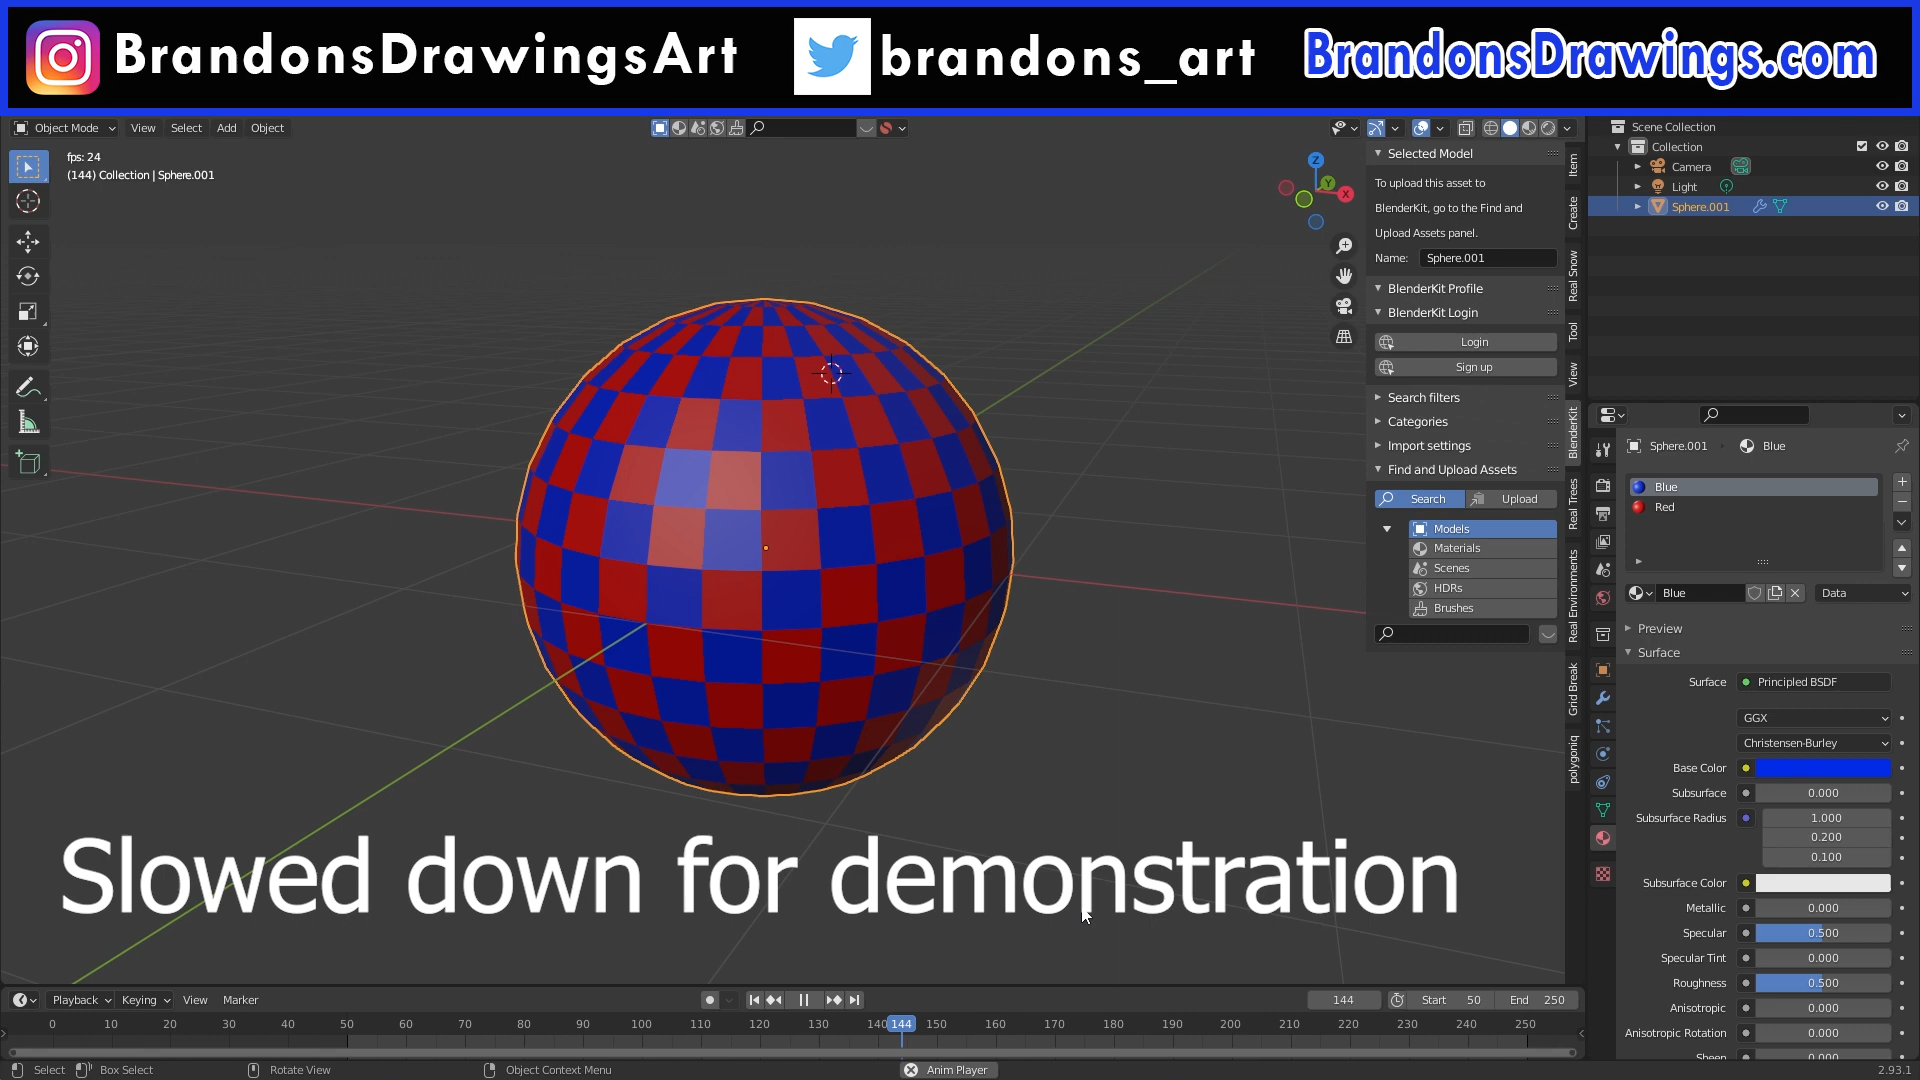 BrandonsDrawingsArt
brandons_art
BrandonsDrawings.com
Object Mode
View
Select
Add
Object
fps: 24
(144) Collection | Sphere.001
Z
Y
X
Selected Model
To upload this asset to
BlenderKit, go to the Find and
Upload Assets panel.
Name: Sphere.001
BlenderKit Profile
BlenderKit Login
Login
Sign up
Search filters
Categories
Import settings
Find and Upload Assets
Search
Upload
Models
Materials
Scenes
HDRs
Brushes
Item
Create
Real Snow
Tool
View
BlenderKit
Real Trees
Real Environments
Grid Break
polygoniq
Scene Collection
Collection
Camera
Light
Sphere.001
Sphere.001
Blue
Blue
Red
Blue
Data
Preview
Surface
Surface Principled BSDF
GGX
Christensen-Burley
Base Color
Subsurface 0.000
Subsurface Radius 1.000
0.200
0.100
Subsurface Color
Metallic 0.000
Specular 0.500
Specular Tint 0.000
Roughness 0.500
Anisotropic 0.000
Anisotropic Rotation 0.000
Sheen 0.000
Slowed down for demonstration
Playback
Keying
View
Marker
144
Start 50
End 250
0 10 20 30 40 50 60 70 80 90 100 110 120 130 140 144 150 160 170 180 190 200 210 220 230 240 250
Select
Box Select
Rotate View
Object Context Menu
Anim Player
2.93.1